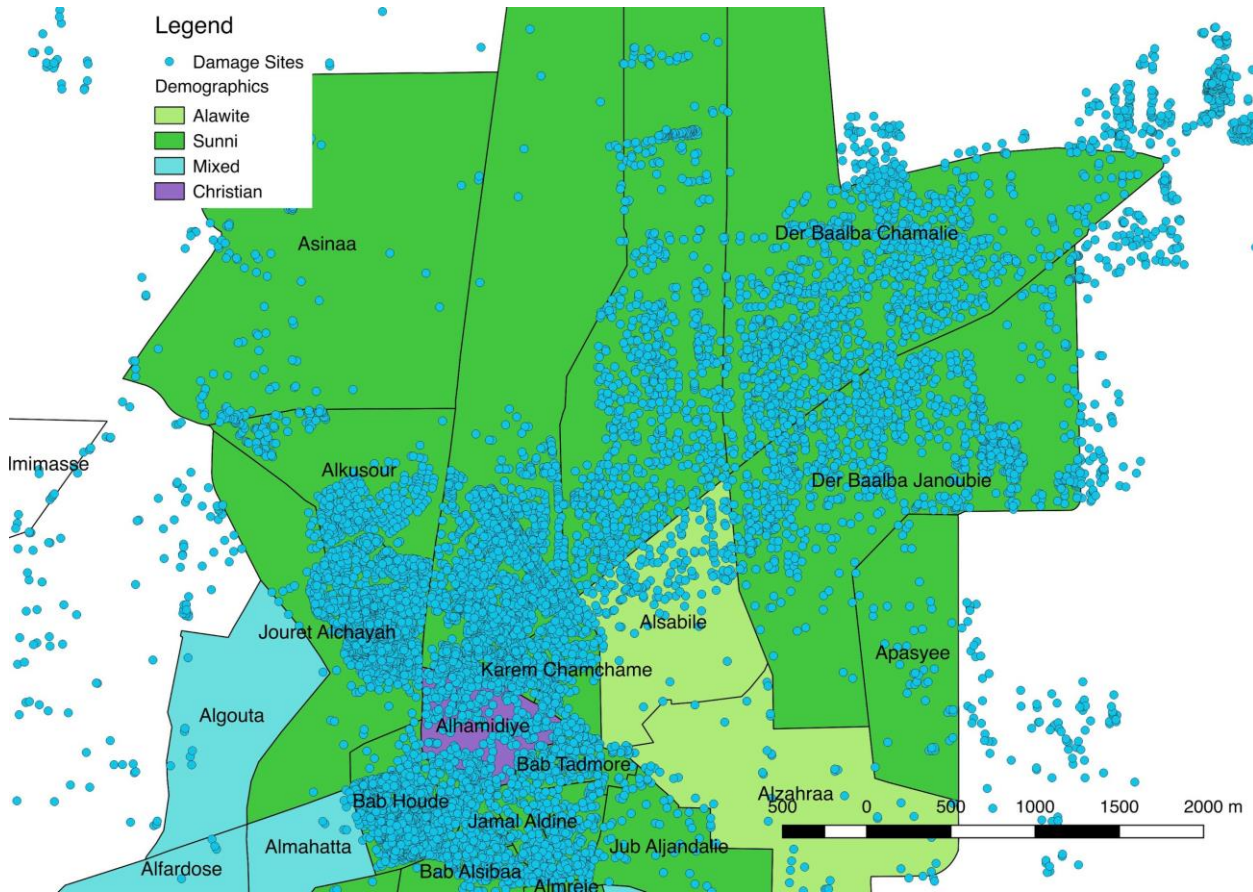 Legend
Damage Sites
Demographics
Alawite
Sunni
Mixed
Christian
Asinaa
Der Baalba Chamalie
lmimasse
Alkusour
Der Baalba Janoubie
Jouret Alchayah
Alsabile
Karem Chamchame
Apasyee
Algouta
Alhamidiye
Bab Tadmore
Alzahraa
Bab Houde
500 0 500 1000 1500 2000 m
Jamal Aldine
Almahatta
Jub Aljandalie
Alfardose
Bab Alsibaa
Almreie